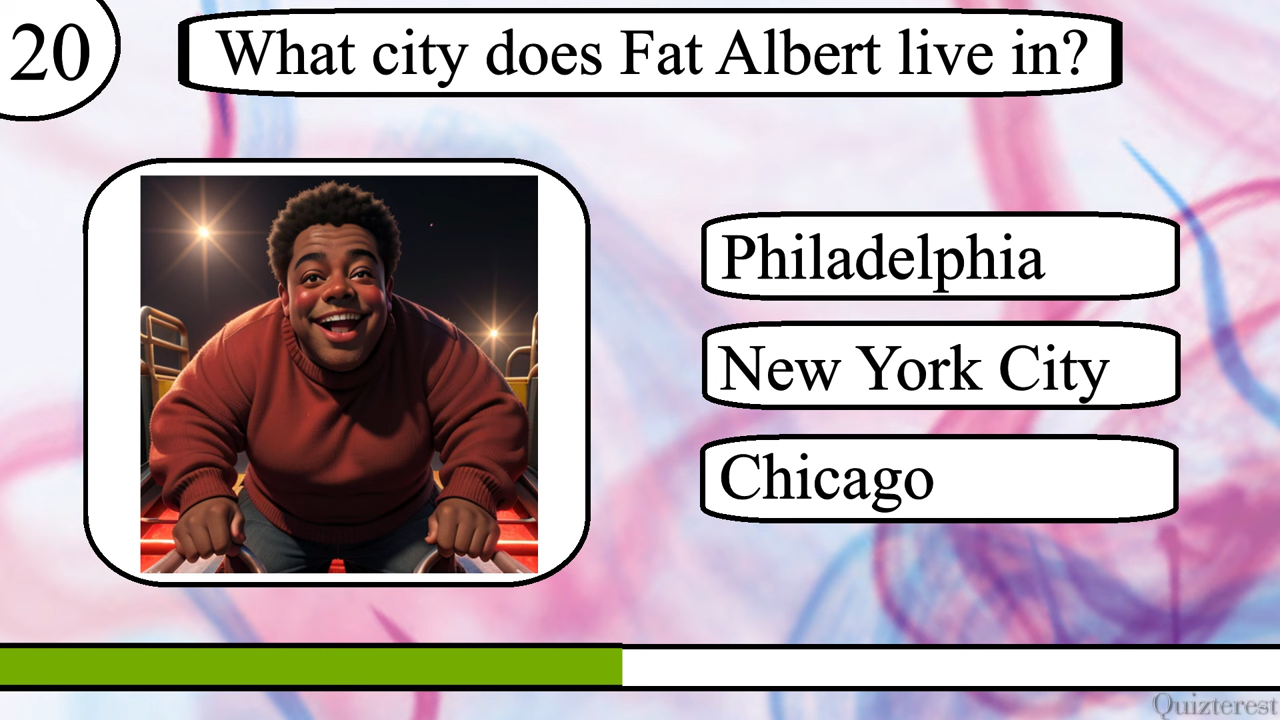 20
What city does Fat Albert live in?
Philadelphia
New York City
Chicago
Quizterest